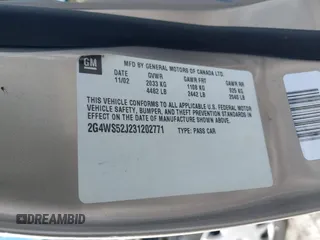 GM
MFD BY GENERAL MOTORS OF CANADA LTD.
DATE GVWR GAWR FRT GAWR RR
11/02 2033 KG 1108 KG 925 KG
4482 LB 2442 LB 2040 LB
THIS VEHICLE CONFORMS TO ALL APPLICABLE U.S. FEDERAL
MOTOR VEHICLE SAFETY, BUMPER, AND THEFT PREVENTION
STANDARDS IN EFFECT ON THE DATE OF MANUFACTURE
SHOWN ABOVE.
2G4WS52J231202771 TYPE: PASS CAR
© DREAMBID